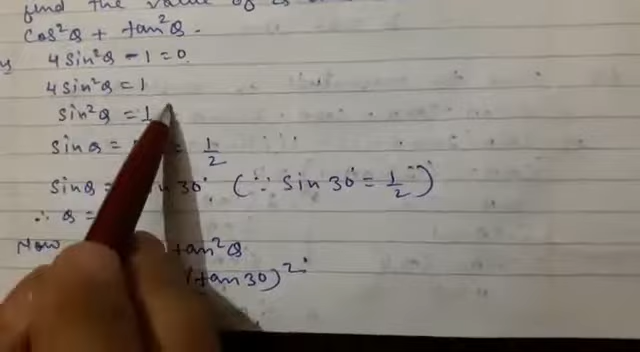 find the value of
cos²θ + tan²θ.
4 sin²θ - 1 = 0
4 sin²θ = 1
sin²θ = 1
sin θ = = 1/2
sin θ = 30° (∵ sin 30° = 1/2)
∴ θ =
Now tan²θ
(tan 30)²